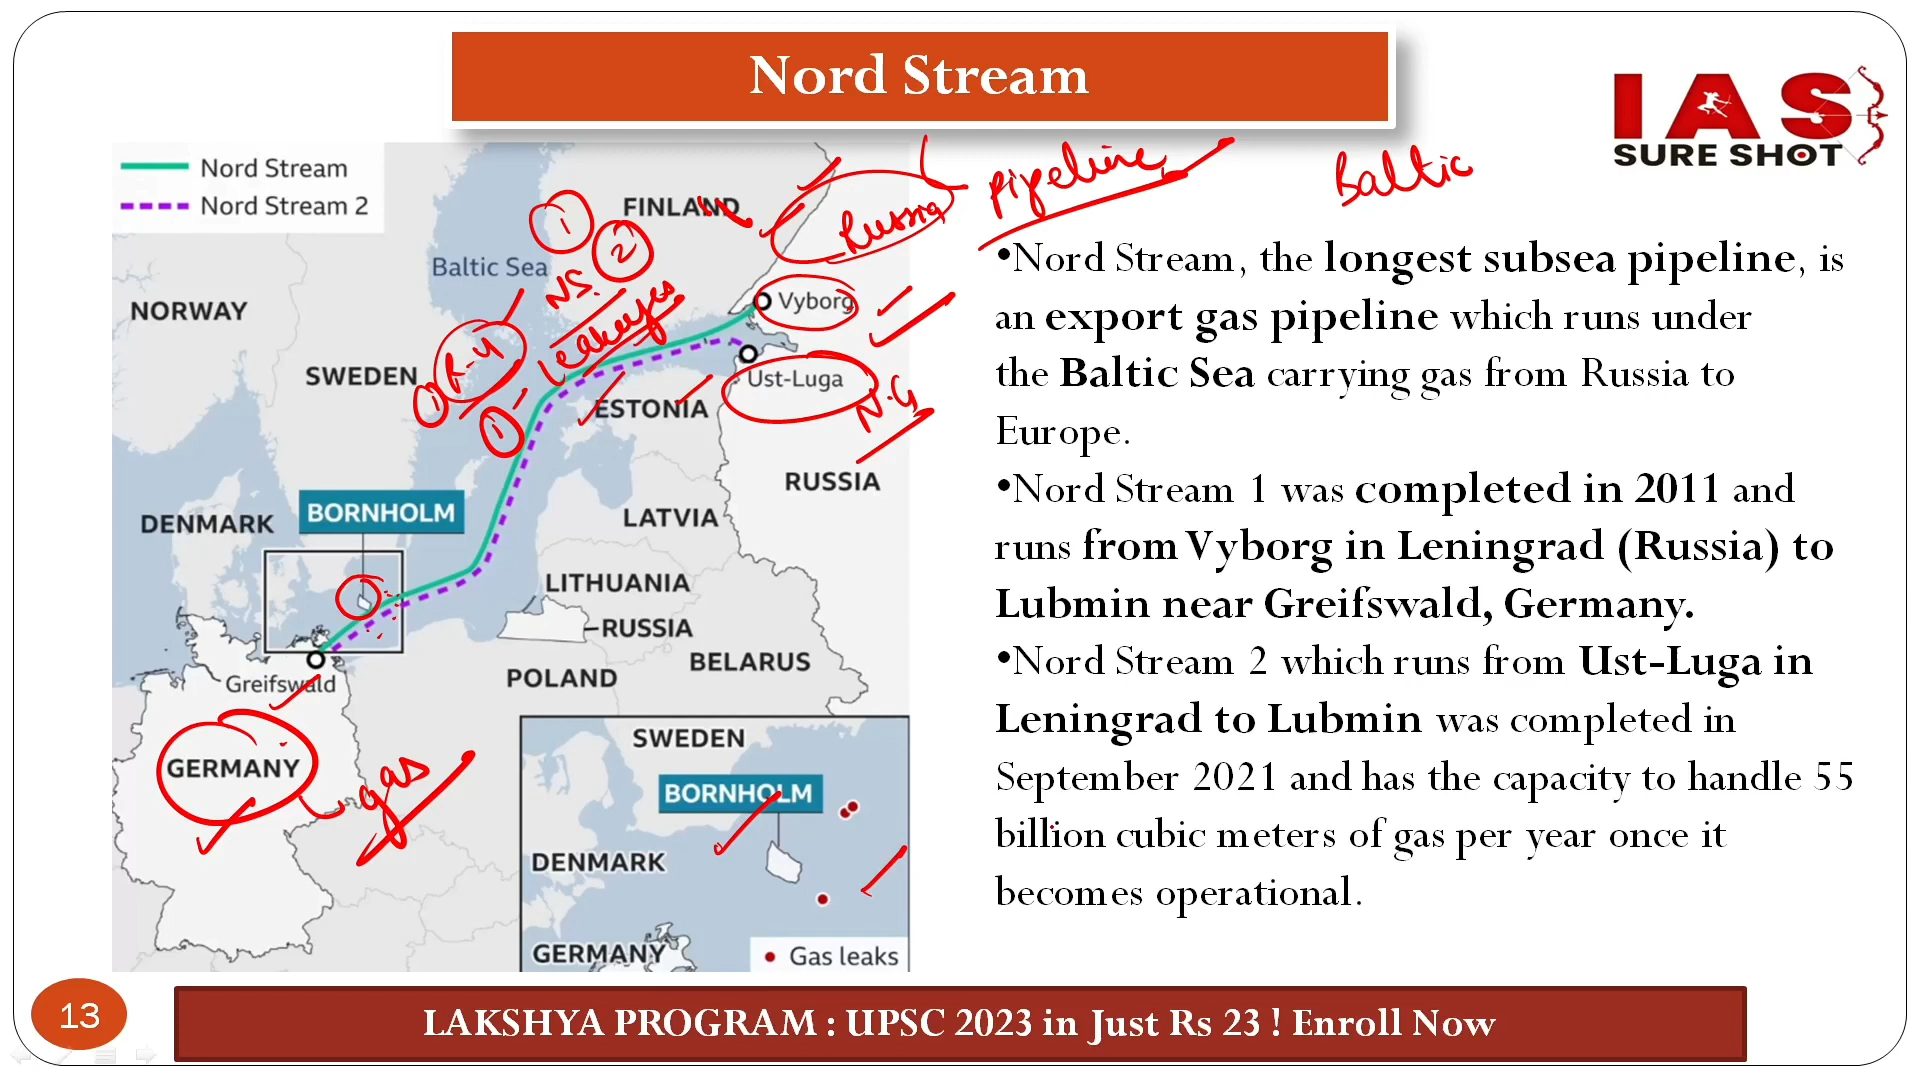 Nord Stream
IAS
SURE SHOT
Nord Stream
Nord Stream 2
FINLAND
Russia
Pipeline
Baltic
1
2
Baltic Sea
NS.
Leakages
NORWAY
Vyborg
SWEDEN
R-U
1
1
Ust-Luga
N.G
ESTONIA
RUSSIA
BORNHOLM
DENMARK
LATVIA
LITHUANIA
RUSSIA
BELARUS
POLAND
Greifswald
GERMANY
gas
SWEDEN
BORNHOLM
DENMARK
GERMANY
Gas leaks
•Nord Stream, the longest subsea pipeline, is
an export gas pipeline which runs under
the Baltic Sea carrying gas from Russia to
Europe.
•Nord Stream 1 was completed in 2011 and
runs from Vyborg in Leningrad (Russia) to
Lubmin near Greifswald, Germany.
•Nord Stream 2 which runs from Ust-Luga in
Leningrad to Lubmin was completed in
September 2021 and has the capacity to handle 55
billion cubic meters of gas per year once it
becomes operational.
13
LAKSHYA PROGRAM : UPSC 2023 in Just Rs 23 ! Enroll Now